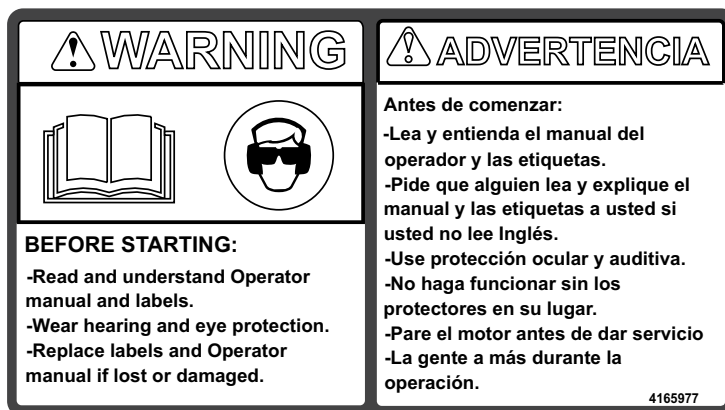 WARNING
BEFORE STARTING:
-Read and understand Operator
manual and labels.
-Wear hearing and eye protection.
-Replace labels and Operator
manual if lost or damaged.
ADVERTENCIA
Antes de comenzar:
-Lea y entienda el manual del
operador y las etiquetas.
-Pide que alguien lea y explique el
manual y las etiquetas a usted si
usted no lee Inglés.
-Use protección ocular y auditiva.
-No haga funcionar sin los
protectores en su lugar.
-Pare el motor antes de dar servicio
-La gente a más durante la
operación.
4165977